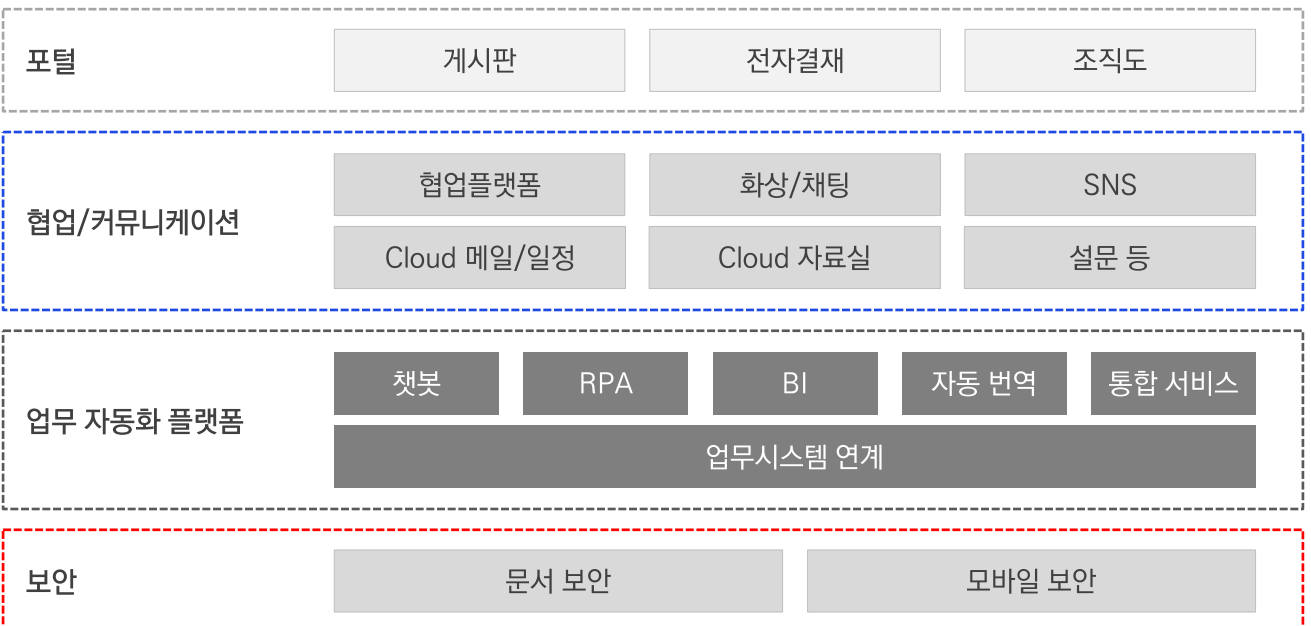 포털
게시판
전자결재
조직도
협업/커뮤니케이션
협업플랫폼
화상/채팅
SNS
Cloud 메일/일정
Cloud 자료실
설문 등
업무 자동화 플랫폼
챗봇
RPA
BI
자동 번역
통합 서비스
업무시스템 연계
보안
문서 보안
모바일 보안